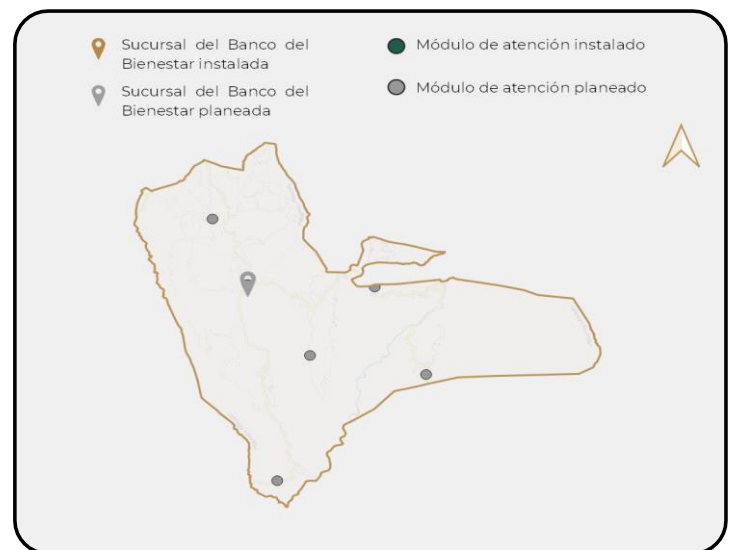 Sucursal del Banco del
Bienestar instalada
Sucursal del Banco del
Bienestar planeada
Módulo de atención instalado
Módulo de atención planeado